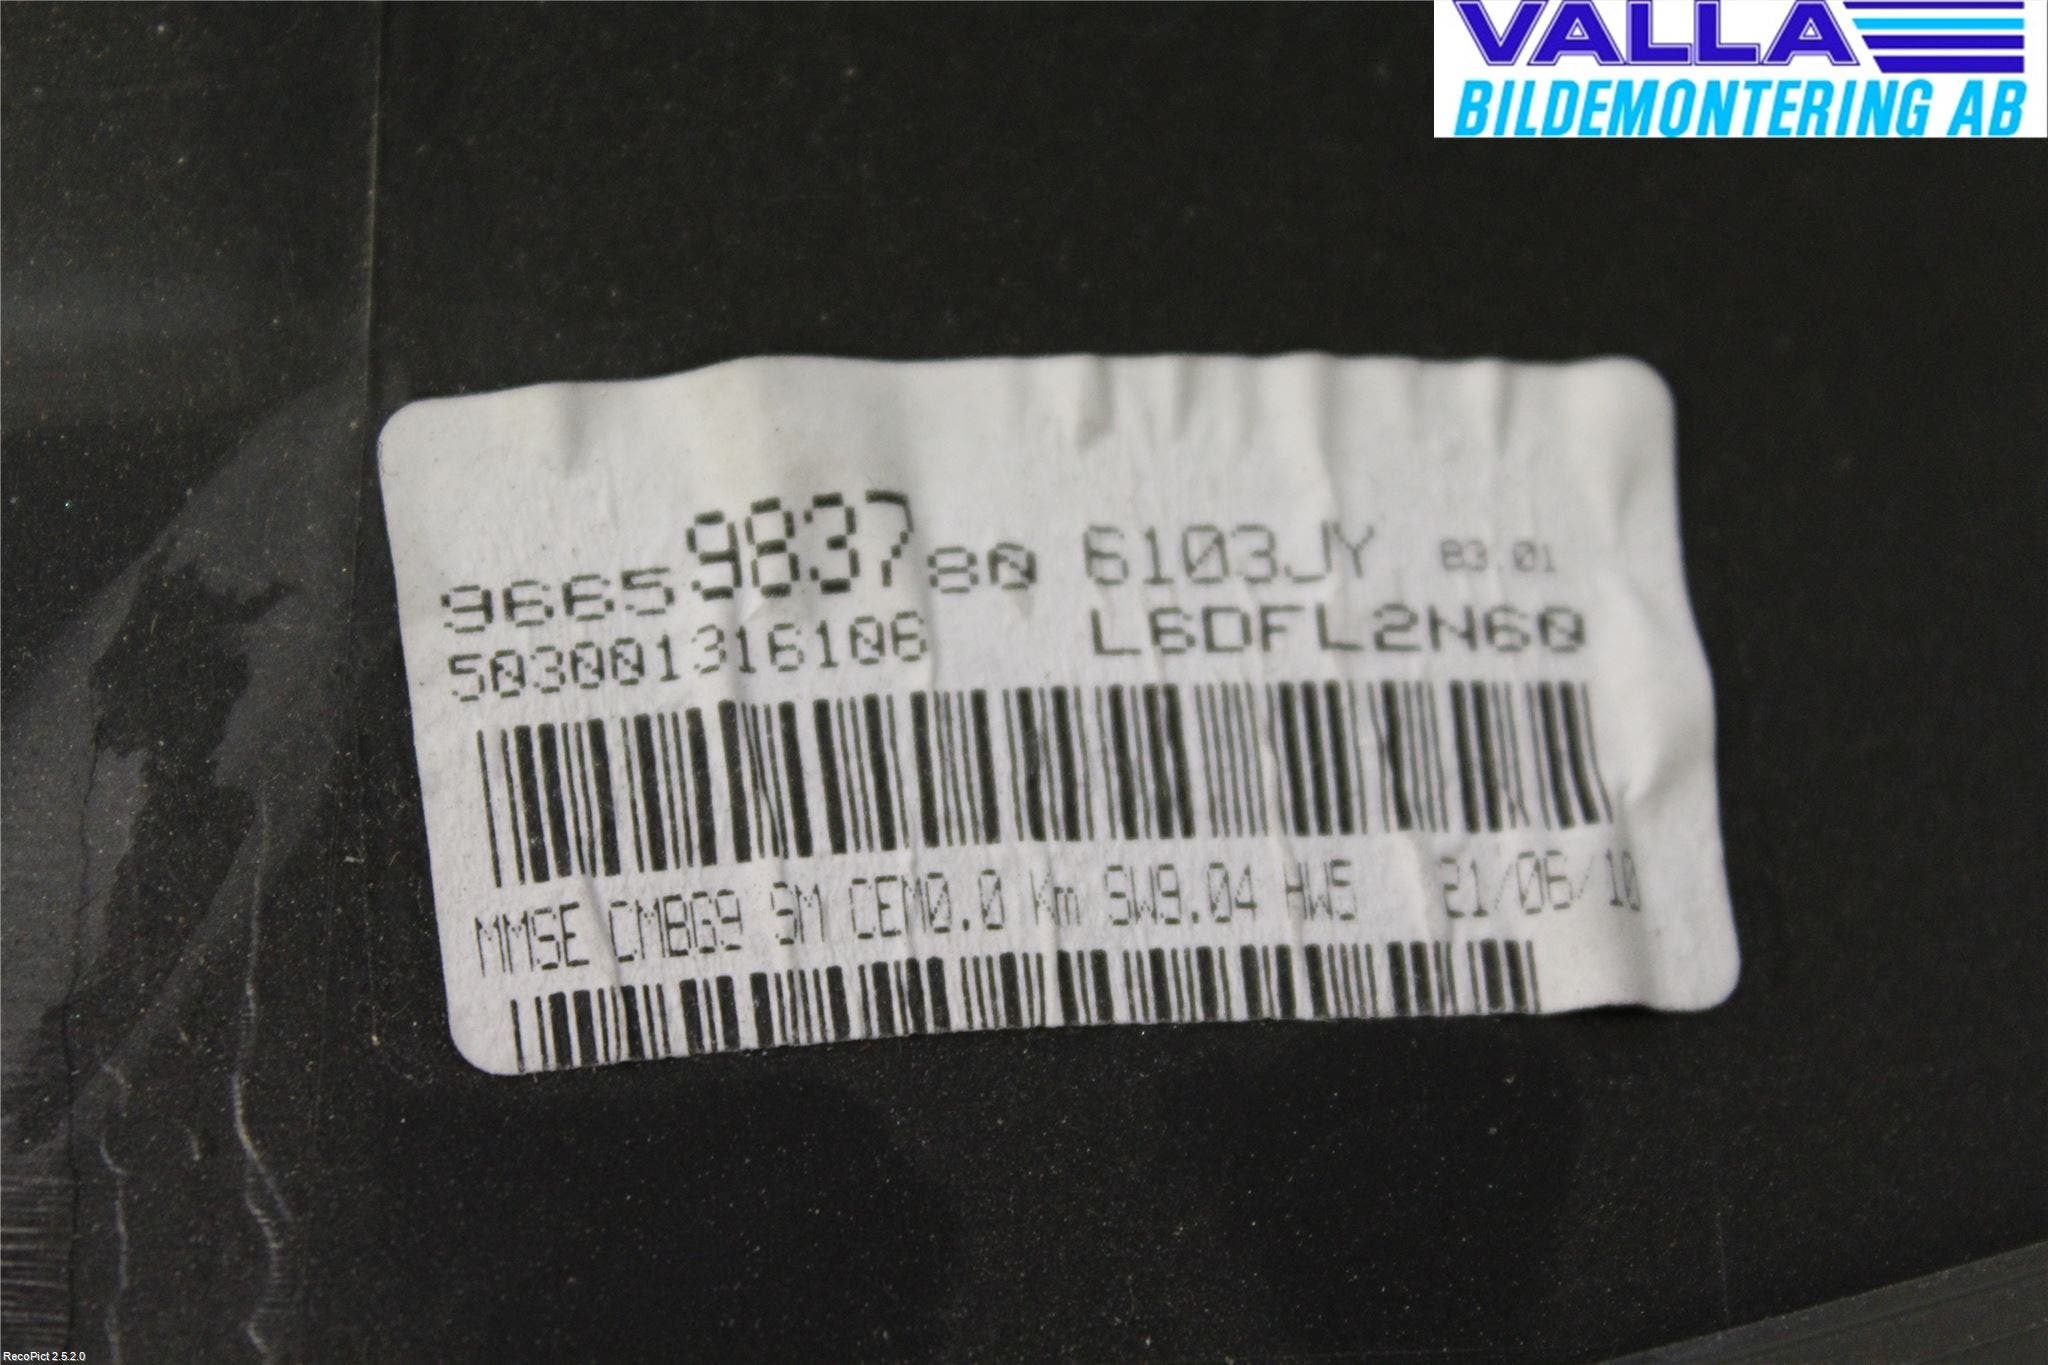 VALLA
BILDEMONTERING AB
9665983780 6103JY B3.01
503001316106 L6DFL2N60
MMSE CMBG9 SM CEM0.0 Km SW9.04 HW5 21/06/10
RecoPict 2.5.2.0